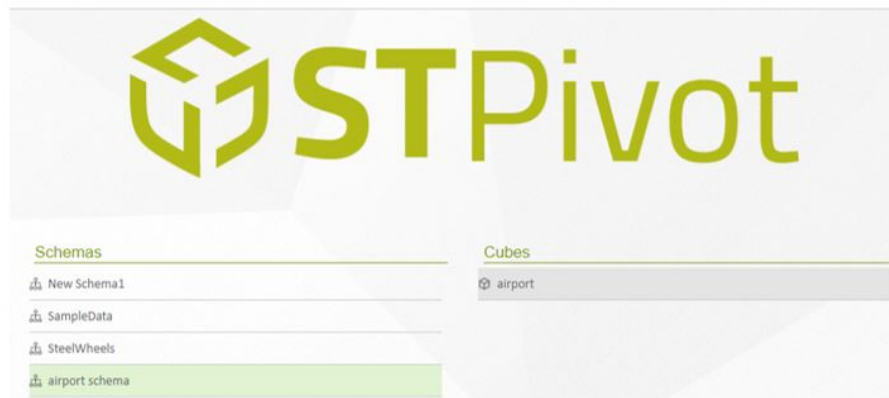 STPivot
Schemas
New Schema1
SampleData
SteelWheels
airport schema
Cubes
airport